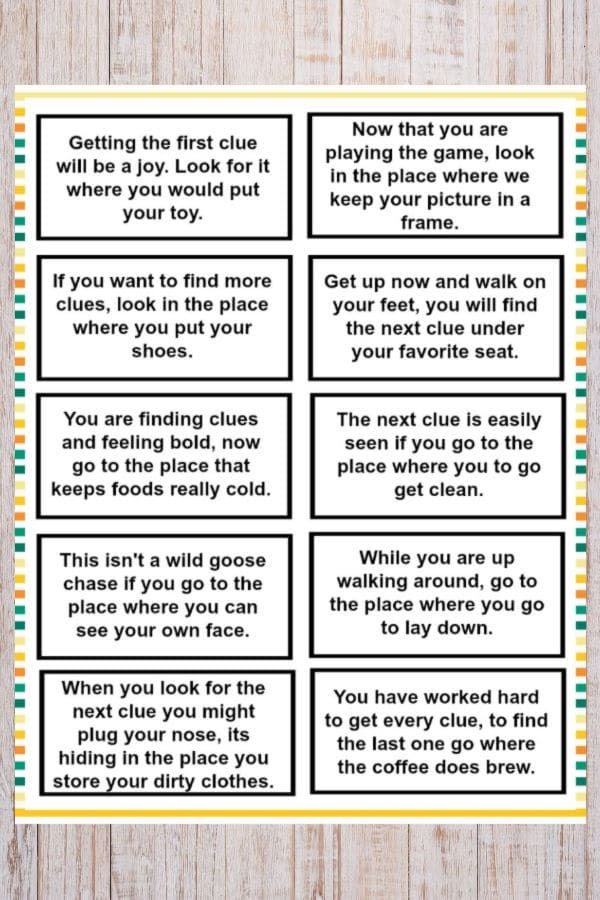 Getting the first clue
will be a joy. Look for it
where you would put
your toy.
Now that you are
playing the game, look
in the place where we
keep your picture in a
frame.
If you want to find more
clues, look in the place
where you put your
shoes.
Get up now and walk on
your feet, you will find
the next clue under
your favorite seat.
You are finding clues
and feeling bold, now
go to the place that
keeps foods really cold.
The next clue is easily
seen if you go to the
place where you to go
get clean.
This isn't a wild goose
chase if you go to the
place where you can
see your own face.
While you are up
walking around, go to
the place where you go
to lay down.
When you look for the
next clue you might
plug your nose, its
hiding in the place you
store your dirty clothes.
You have worked hard
to get every clue, to find
the last one go where
the coffee does brew.